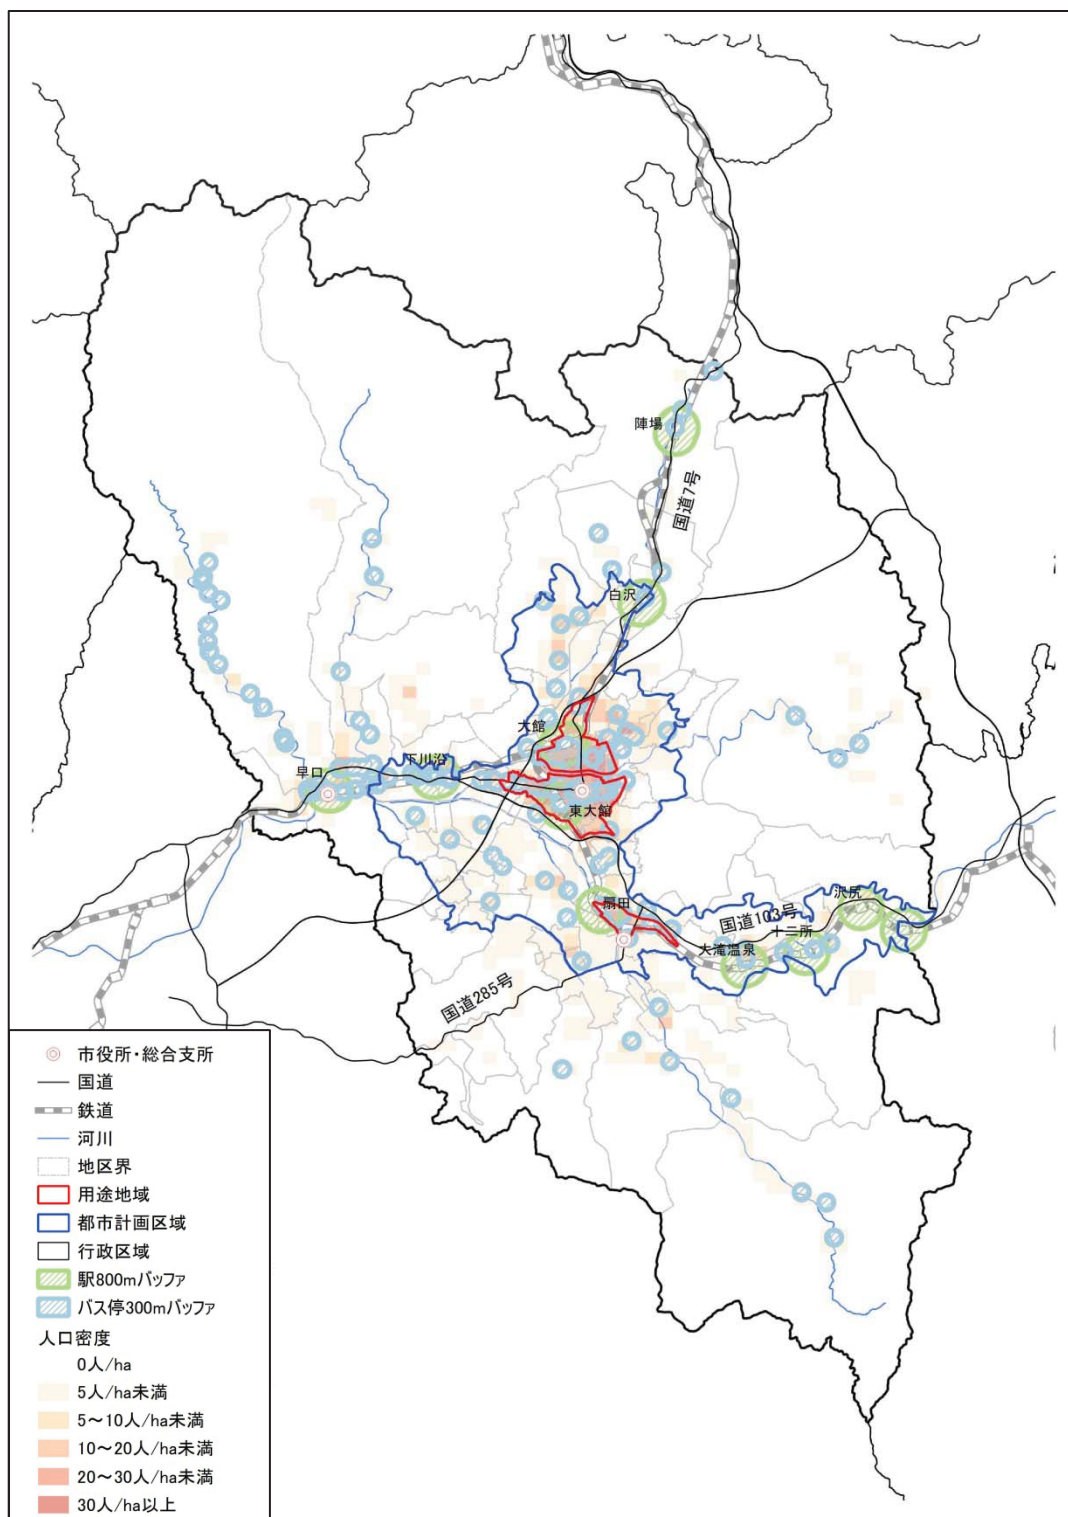 陣場
国道7号
白沢
大館
下川沿
早口
東大館
扇田
沢尻
国道103号
十二所
大滝温泉
国道285号
市役所・総合支所
国道
鉄道
河川
地区界
用途地域
都市計画区域
行政区域
駅800mバッファ
バス停300mバッファ
人口密度
0人/ha
5人/ha未満
5～10人/ha未満
10～20人/ha未満
20～30人/ha未満
30人/ha以上